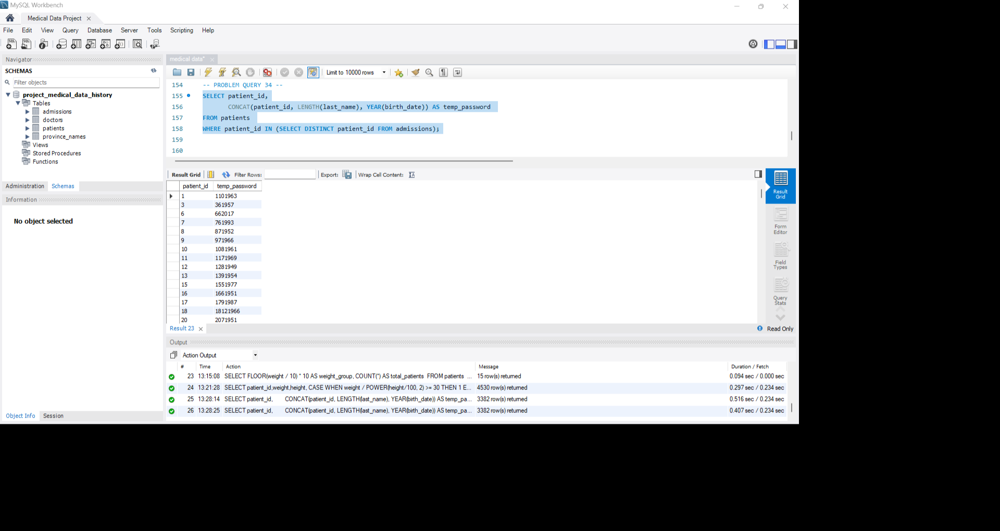 MySQL Workbench
Medical Data Project
File Edit View Query Database Server Tools Scripting Help
Navigator
SCHEMAS
Filter objects
project_medical_data_history
Tables
admissions
doctors
patients
province_names
Views
Stored Procedures
Functions
Administration Schemas
Information
No object selected
Object Info Session
medical data*
Limit to 10000 rows
154 -- PROBLEM QUERY 34 --
155 SELECT patient_id,
156 CONCAT(patient_id, LENGTH(last_name), YEAR(birth_date)) AS temp_password
157 FROM patients
158 WHERE patient_id IN (SELECT DISTINCT patient_id FROM admissions);
159
160
Result Grid Filter Rows: Export: Wrap Cell Content:
patient_id temp_password
1 1101963
3 361957
6 662017
7 761993
8 871952
9 971966
10 1081961
11 1171969
12 1281949
13 1391954
15 1551977
16 1661951
17 1791987
18 18121966
20 2071951
Result Grid
Form Editor
Field Types
Query Stats
Result 23
Read Only
Output
Action Output
# Time Action Message Duration / Fetch
23 13:15:08 SELECT FLOOR(weight / 10) * 10 AS weight_group, COUNT(*) AS total_patients FROM patients ... 15 row(s) returned 0.094 sec / 0.000 sec
24 13:21:28 SELECT patient_id,weight,height, CASE WHEN weight / POWER(height/100, 2) >= 30 THEN 1 E... 4530 row(s) returned 0.297 sec / 0.234 sec
25 13:28:14 SELECT patient_id, CONCAT(patient_id, LENGTH(last_name), YEAR(birth_date)) AS temp_pa... 3382 row(s) returned 0.516 sec / 0.234 sec
26 13:28:25 SELECT patient_id, CONCAT(patient_id, LENGTH(last_name), YEAR(birth_date)) AS temp_pa... 3382 row(s) returned 0.407 sec / 0.234 sec